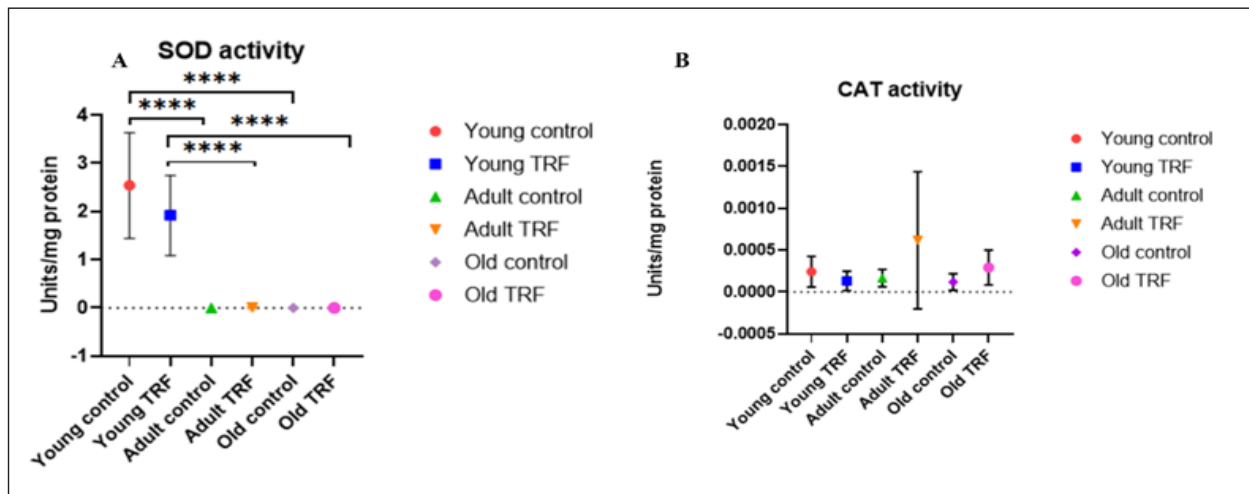 A
SOD activity
****
****
****
****
4
3
2
1
0
-1
Units/mg protein
Young control
Young TRF
Adult control
Adult TRF
Old control
Old TRF
Young control
Young TRF
Adult control
Adult TRF
Old control
Old TRF
B
CAT activity
0.0020
0.0015
0.0010
0.0005
0.0000
-0.0005
Units/mg protein
Young control
Young TRF
Adult control
Adult TRF
Old control
Old TRF
Young control
Young TRF
Adult control
Adult TRF
Old control
Old TRF